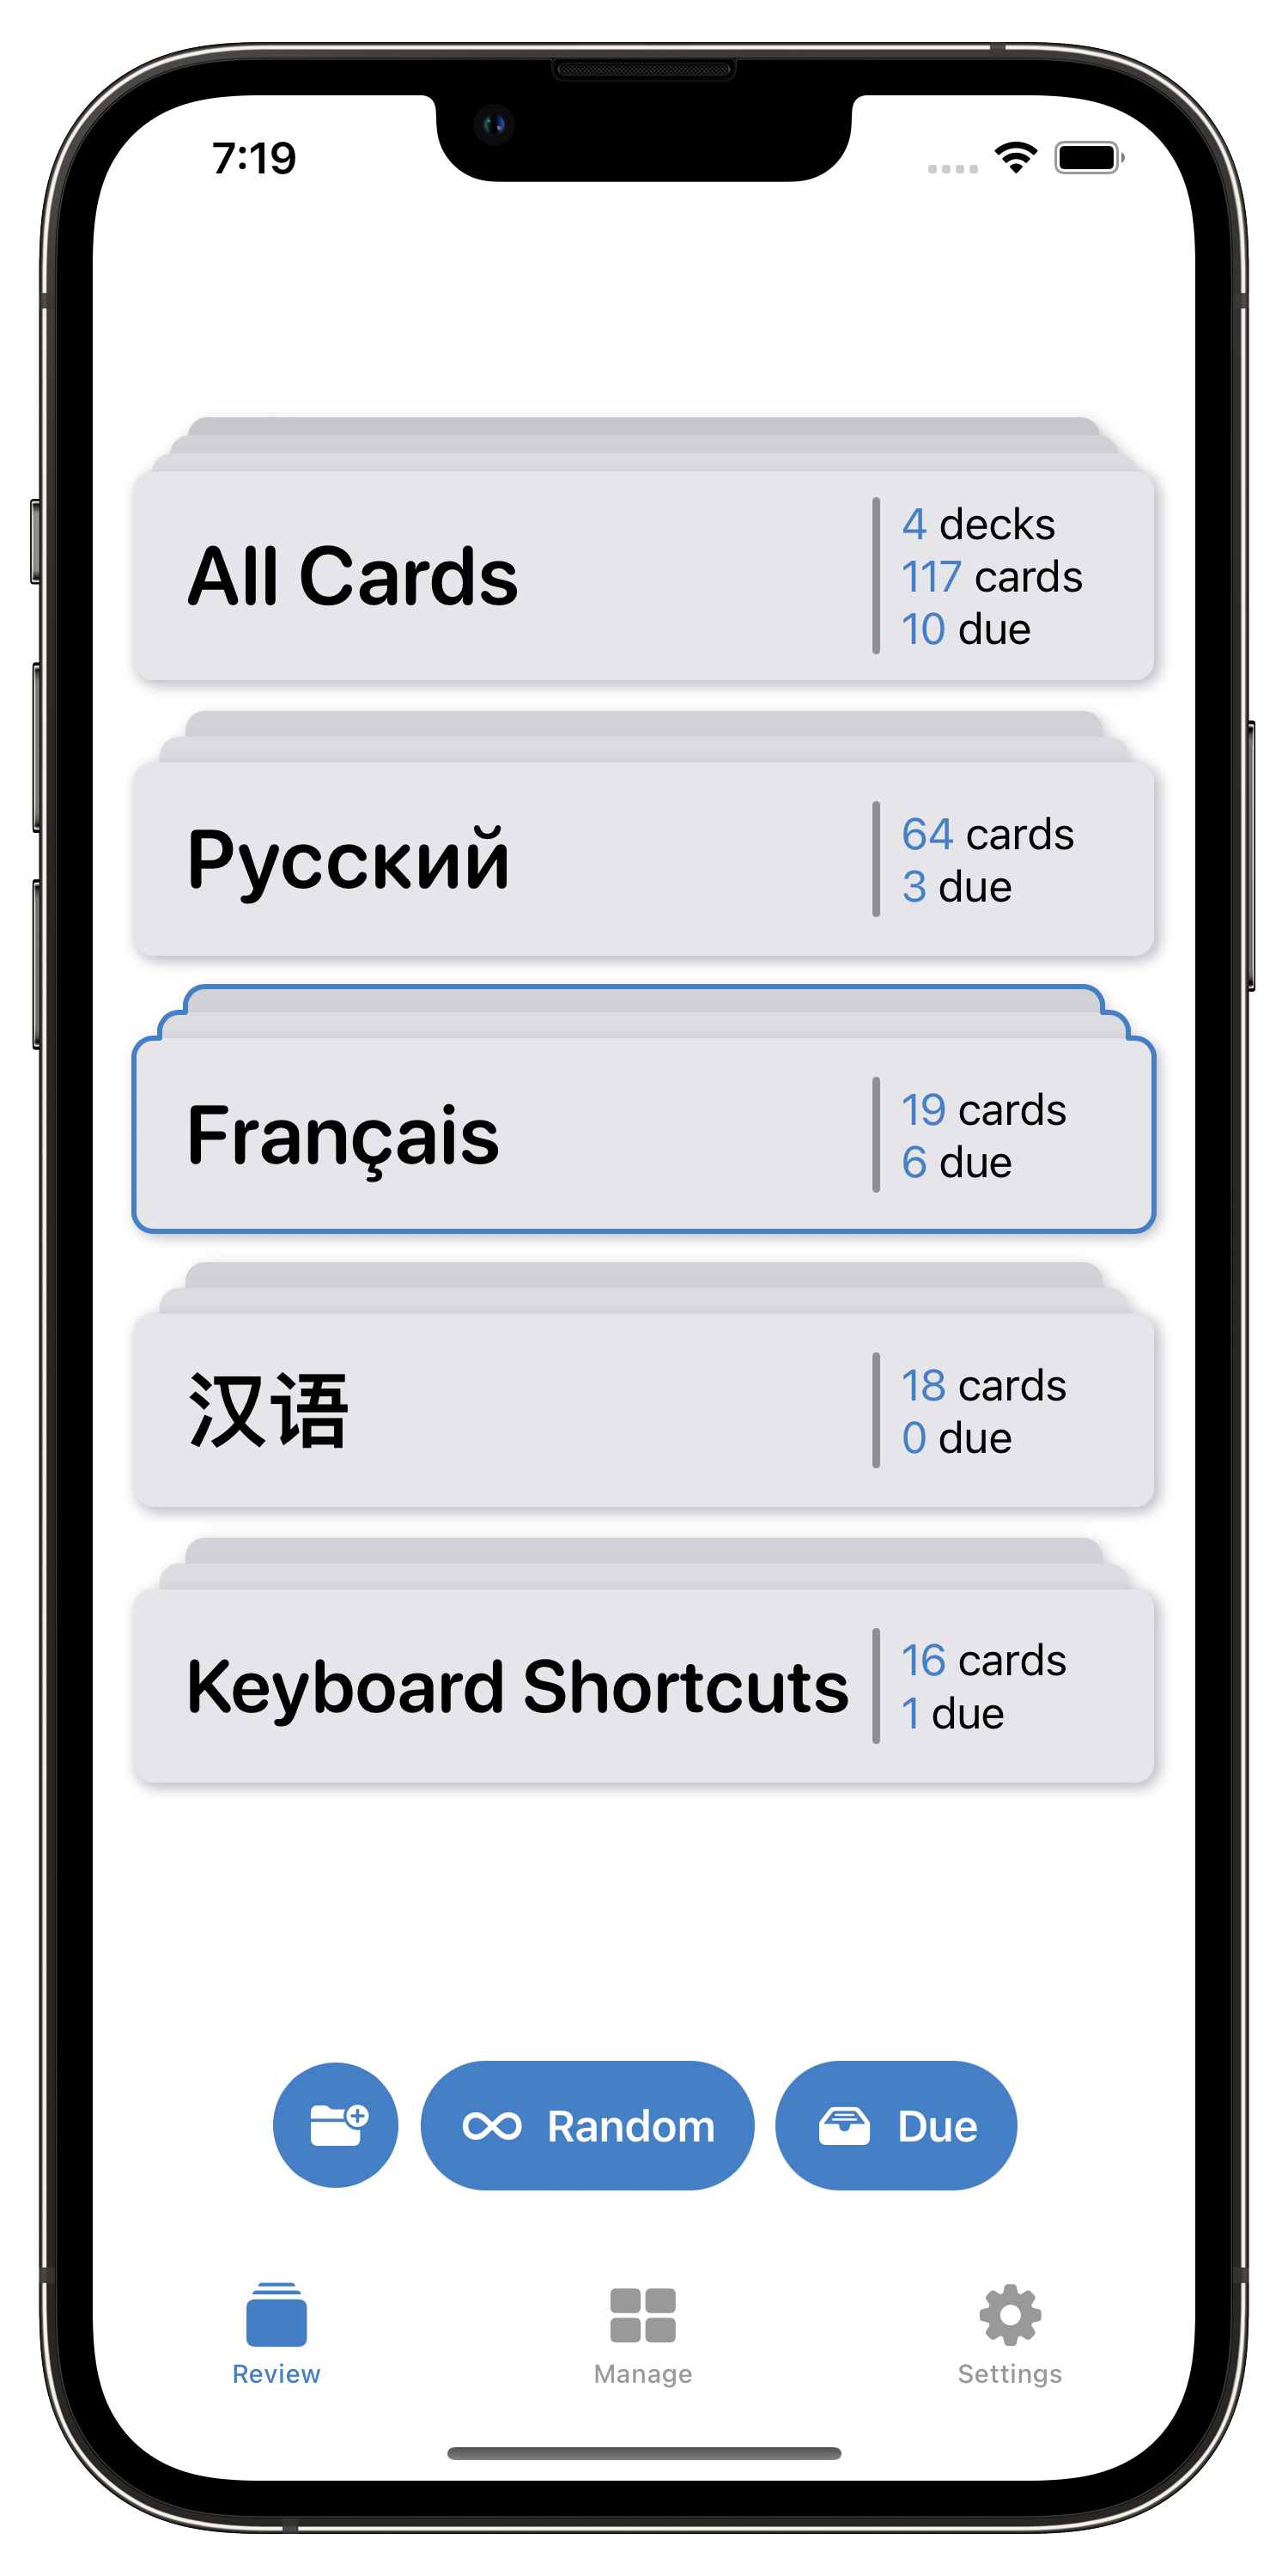 7:19
All Cards
4 decks
117 cards
10 due
Русский
64 cards
3 due
Français
19 cards
6 due
汉语
18 cards
0 due
Keyboard Shortcuts
16 cards
1 due
Random
Due
Review
Manage
Settings